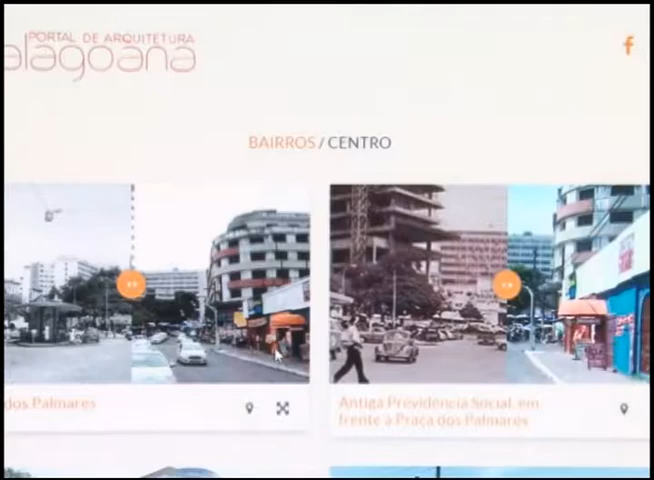 PORTAL DE ARQUITETURA
alagoana
BAIRROS / CENTRO
dos Palmares
Antiga Previdência Social, em
frente à Praça dos Palmares